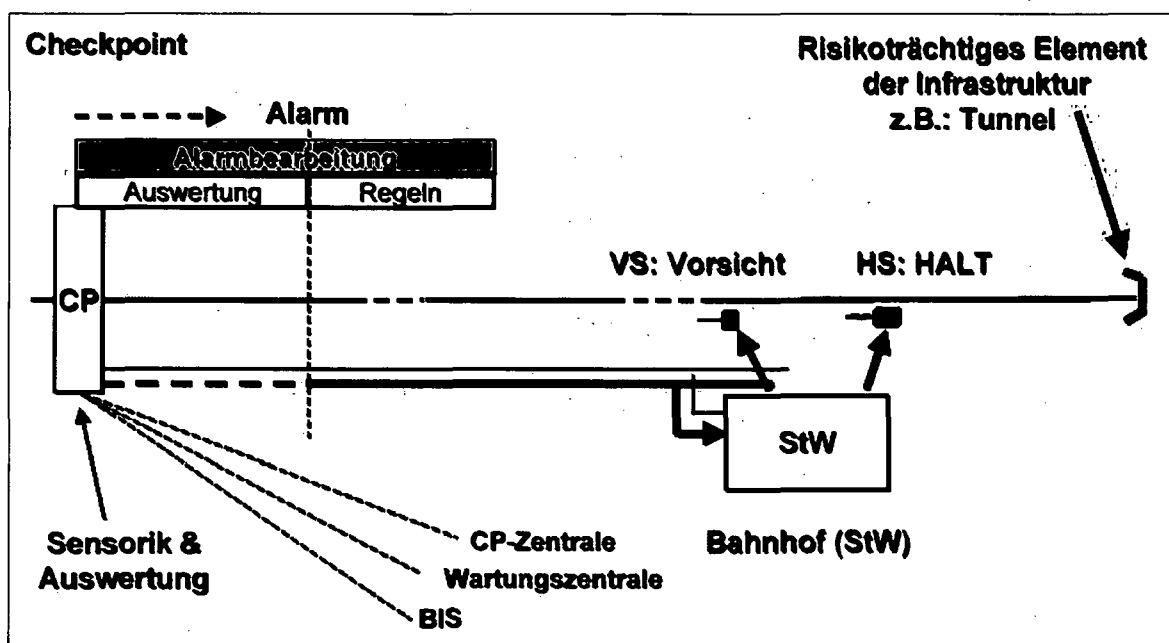 Checkpoint
Risikoträchtiges Element
der Infrastruktur
z.B.: Tunnel
Alarm
Alarmbearbeitung
Auswertung
Regeln
VS: Vorsicht
HS: HALT
CP
StW
Sensorik &
Auswertung
CP-Zentrale
Wartungszentrale
BIS
Bahnhof (StW)